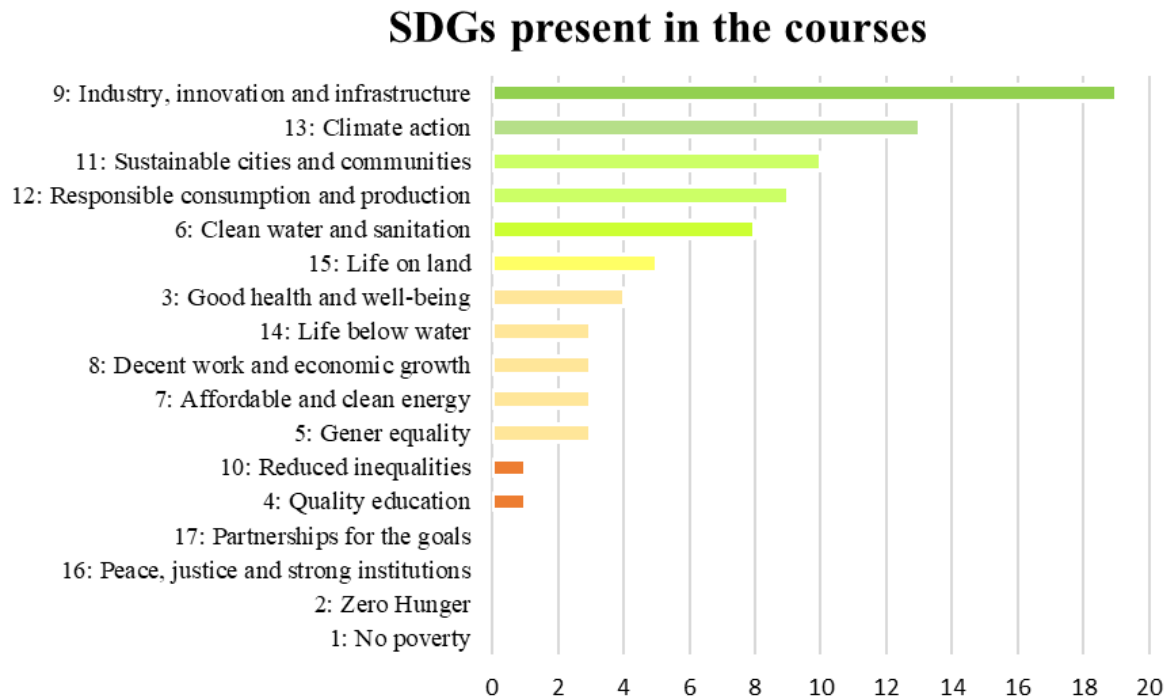 SDGs present in the courses
9: Industry, innovation and infrastructure
13: Climate action
11: Sustainable cities and communities
12: Responsible consumption and production
6: Clean water and sanitation
15: Life on land
3: Good health and well-being
14: Life below water
8: Decent work and economic growth
7: Affordable and clean energy
5: Gener equality
10: Reduced inequalities
4: Quality education
17: Partnerships for the goals
16: Peace, justice and strong institutions
2: Zero Hunger
1: No poverty
0 2 4 6 8 10 12 14 16 18 20